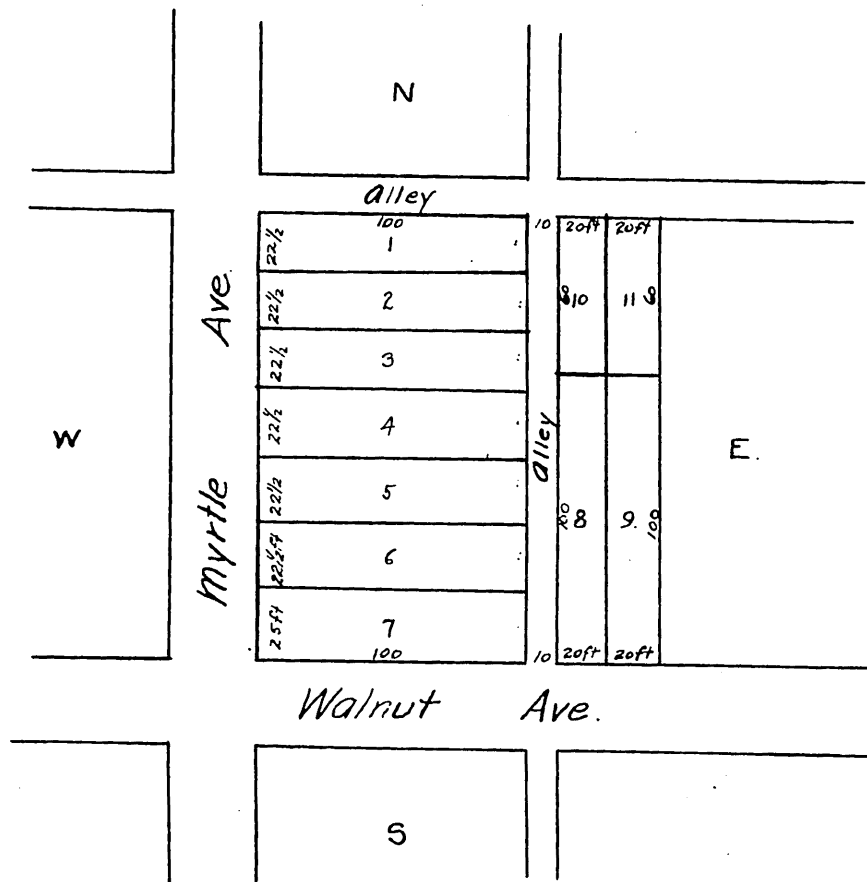 N
alley
100
10 20ft 20ft
22½ 1
22½ 2
10 11
Ave.
22½ 3
22½ 4
W
alley
E.
22½ 5
Myrtle
100 8 9. 100
22½ft 6
25ft 7
100
10 20ft 20ft
Walnut Ave.
S